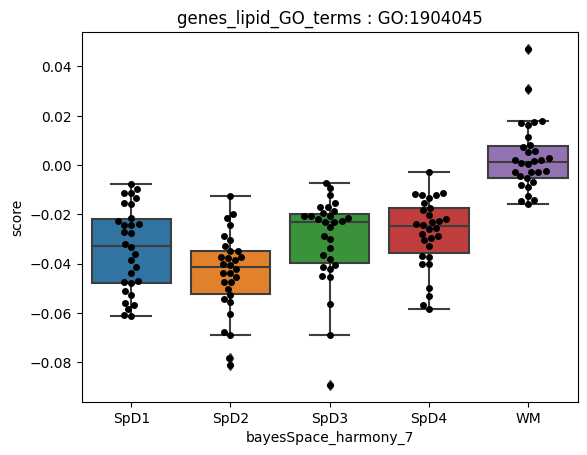 genes_lipid_GO_terms : GO:1904045
score
0.04
0.02
0.00
−0.02
−0.04
−0.06
−0.08
SpD1 SpD2 SpD3 SpD4 WM
bayesSpace_harmony_7